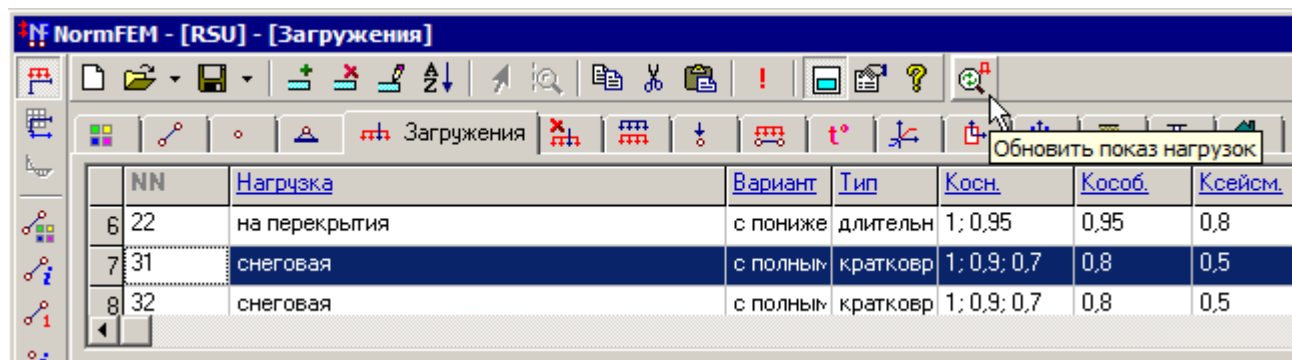 NormFEM - [RSU] - [Загружения]
Загружения
Обновить показ нагрузок
NN Нагрузка Вариант Тип Косн. Кособ. Ксейсм.
6 22 на перекрытия с пониже длительн 1; 0,95 0,95 0,8
7 31 снеговая с полным кратковр 1; 0,9; 0,7 0,8 0,5
8 32 снеговая с полным кратковр 1; 0,9; 0,7 0,8 0,5